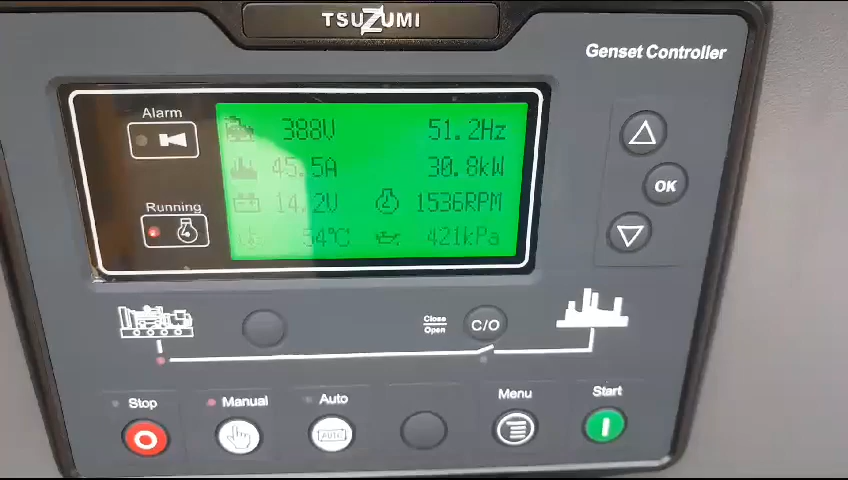 TSUZUMI
Genset Controller
Alarm
388V 51.2Hz
45.5A 30.8kW
Running
14.2V 1536RPM
54°C 421kPa
OK
Close
Open
C/O
Stop
Manual
Auto
AUTO
Menu
Start